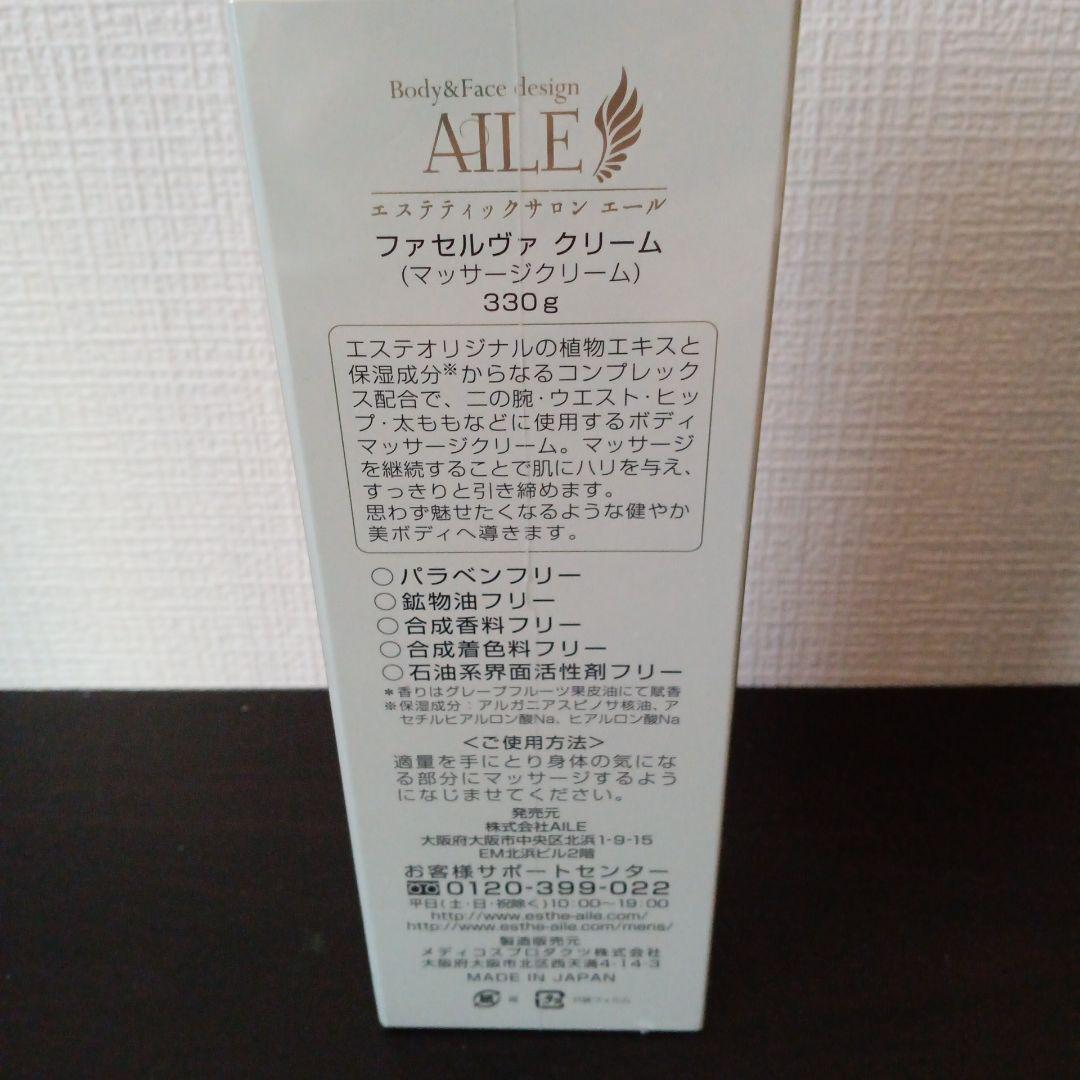 Body&Face design
AILE
エステティックサロン エール
ファセルヴァ クリーム
(マッサージクリーム)
330g
エステオリジナルの植物エキスと
保湿成分※からなるコンプレック
ス配合で、二の腕・ウエスト・ヒッ
プ・太ももなどに使用するボディ
マッサージクリーム。マッサージ
を継続することで肌にハリを与え、
すっきりと引き締めます。
思わず魅せたくなるような健やか
美ボディへ導きます。
○パラベンフリー
○鉱物油フリー
○合成香料フリー
○合成着色料フリー
○石油系界面活性剤フリー
*香りはグレープフルーツ果皮油にて賦香
※保湿成分：アルガニアスピノサ核油、ア
セチルヒアルロン酸Na、ヒアルロン酸Na
<ご使用方法>
適量を手にとり身体の気にな
る部分にマッサージするよう
になじませてください。
発売元
株式会社AILE
大阪府大阪市中央区北浜1-9-15
EM北浜ビル2階
お客様サポートセンター
0120-399-022
平日(土・日・祝除く)10:00～19:00
http://www.esthe-aile.com/
http://www.esthe-aile.com/mens/
製造販売元
メディコスプロダクツ株式会社
大阪府大阪市北区西天満4-14-3
MADE IN JAPAN
紙 箱 プラ 外装フィルム